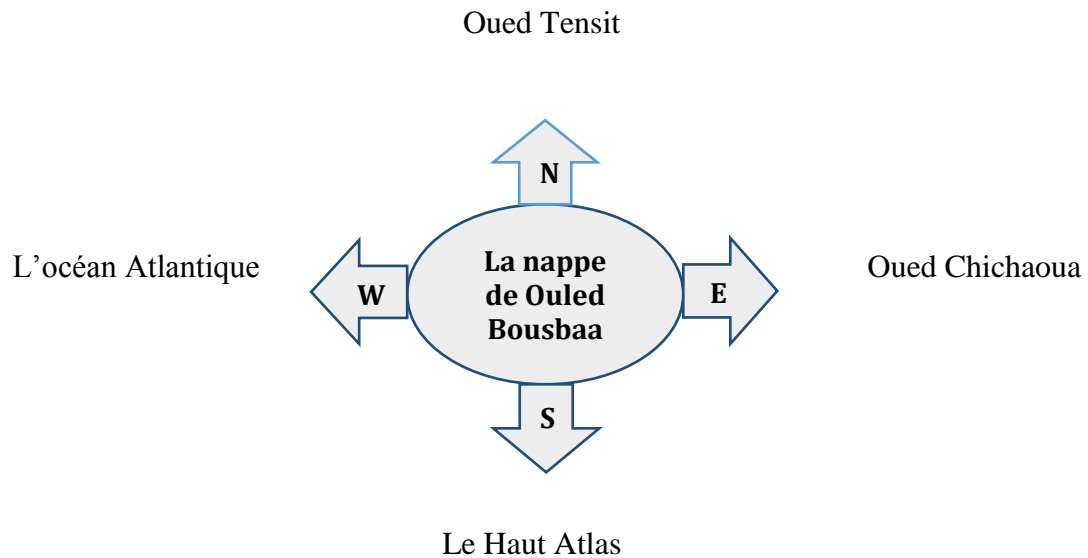 Oued Tensit
N
L'océan Atlantique
W
La nappe
de Ouled
Bousbaa
E
Oued Chichaoua
S
Le Haut Atlas